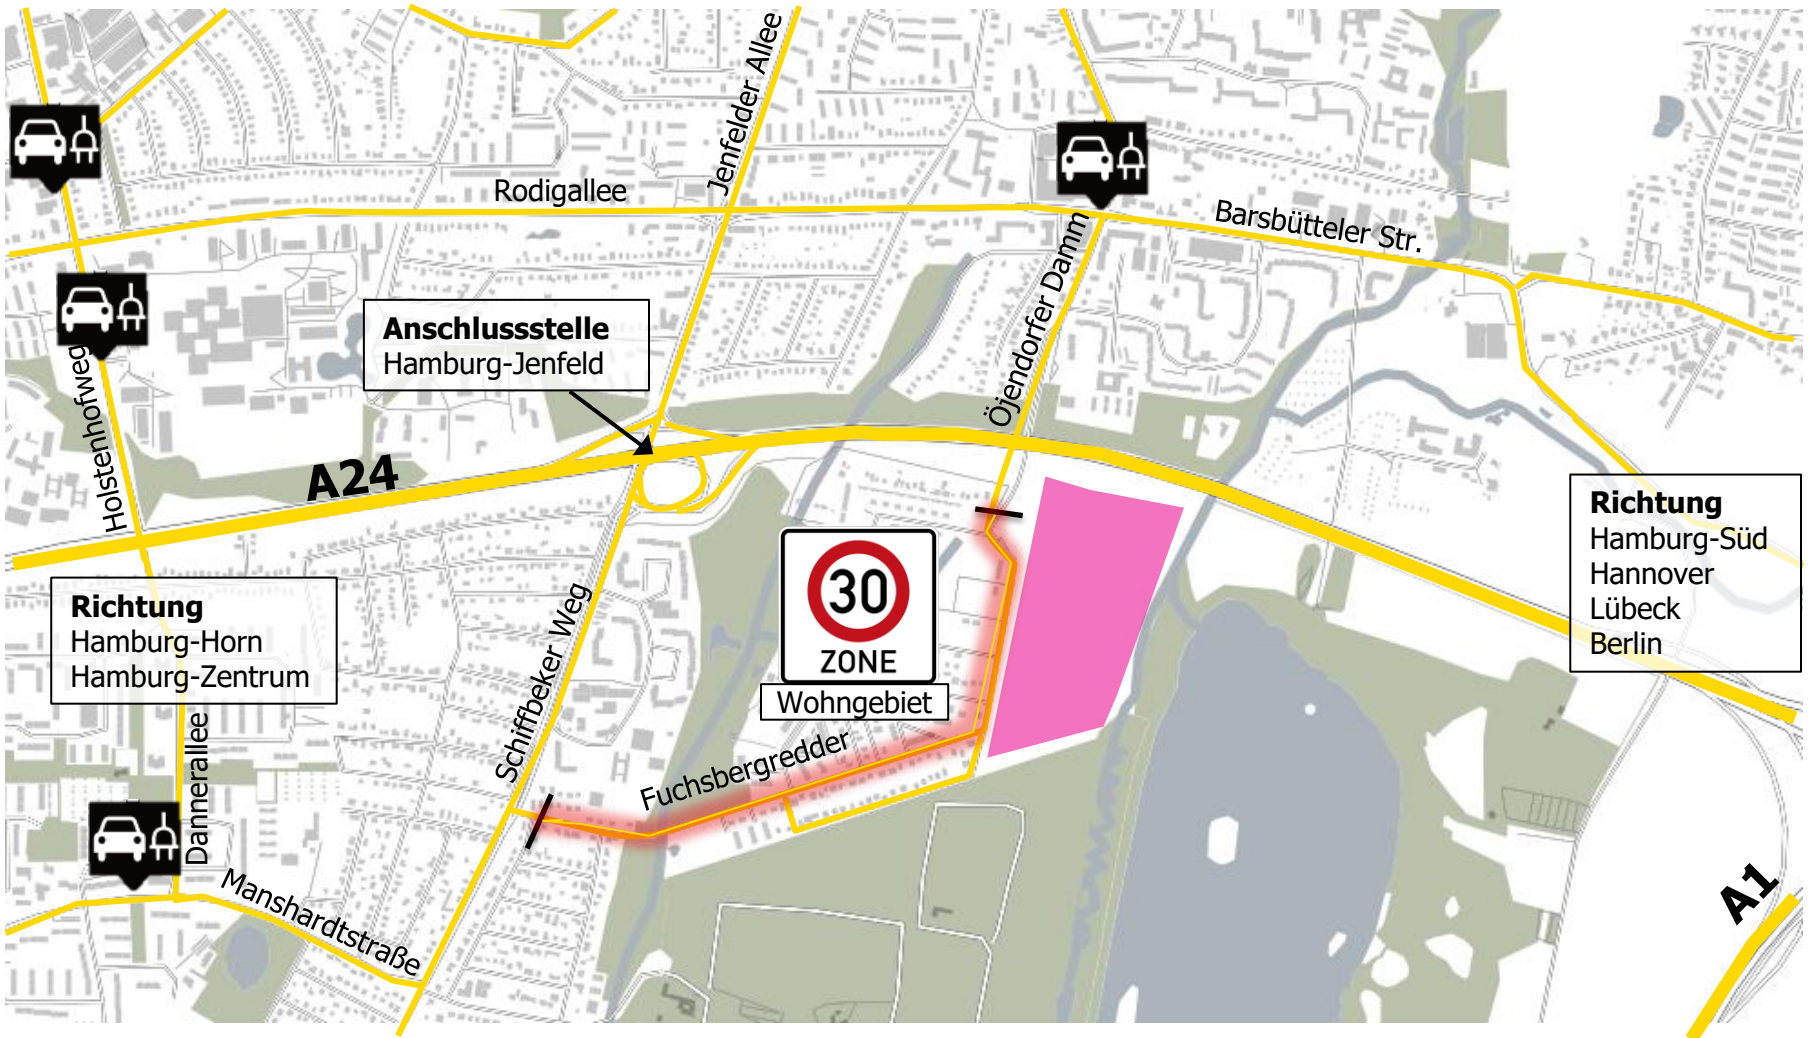 Jenfelder Allee
Rodigallee
Barsbütteler Str.
Öjendorfer Damm
Anschlussstelle
Hamburg-Jenfeld
Holstenhofweg
A24
Richtung
Hamburg-Süd
Hannover
Lübeck
Berlin
30
ZONE
Wohngebiet
Richtung
Hamburg-Horn
Hamburg-Zentrum
Schiffbeker Weg
Fuchsbergredder
Dannerallee
Manshardtstraße
A1